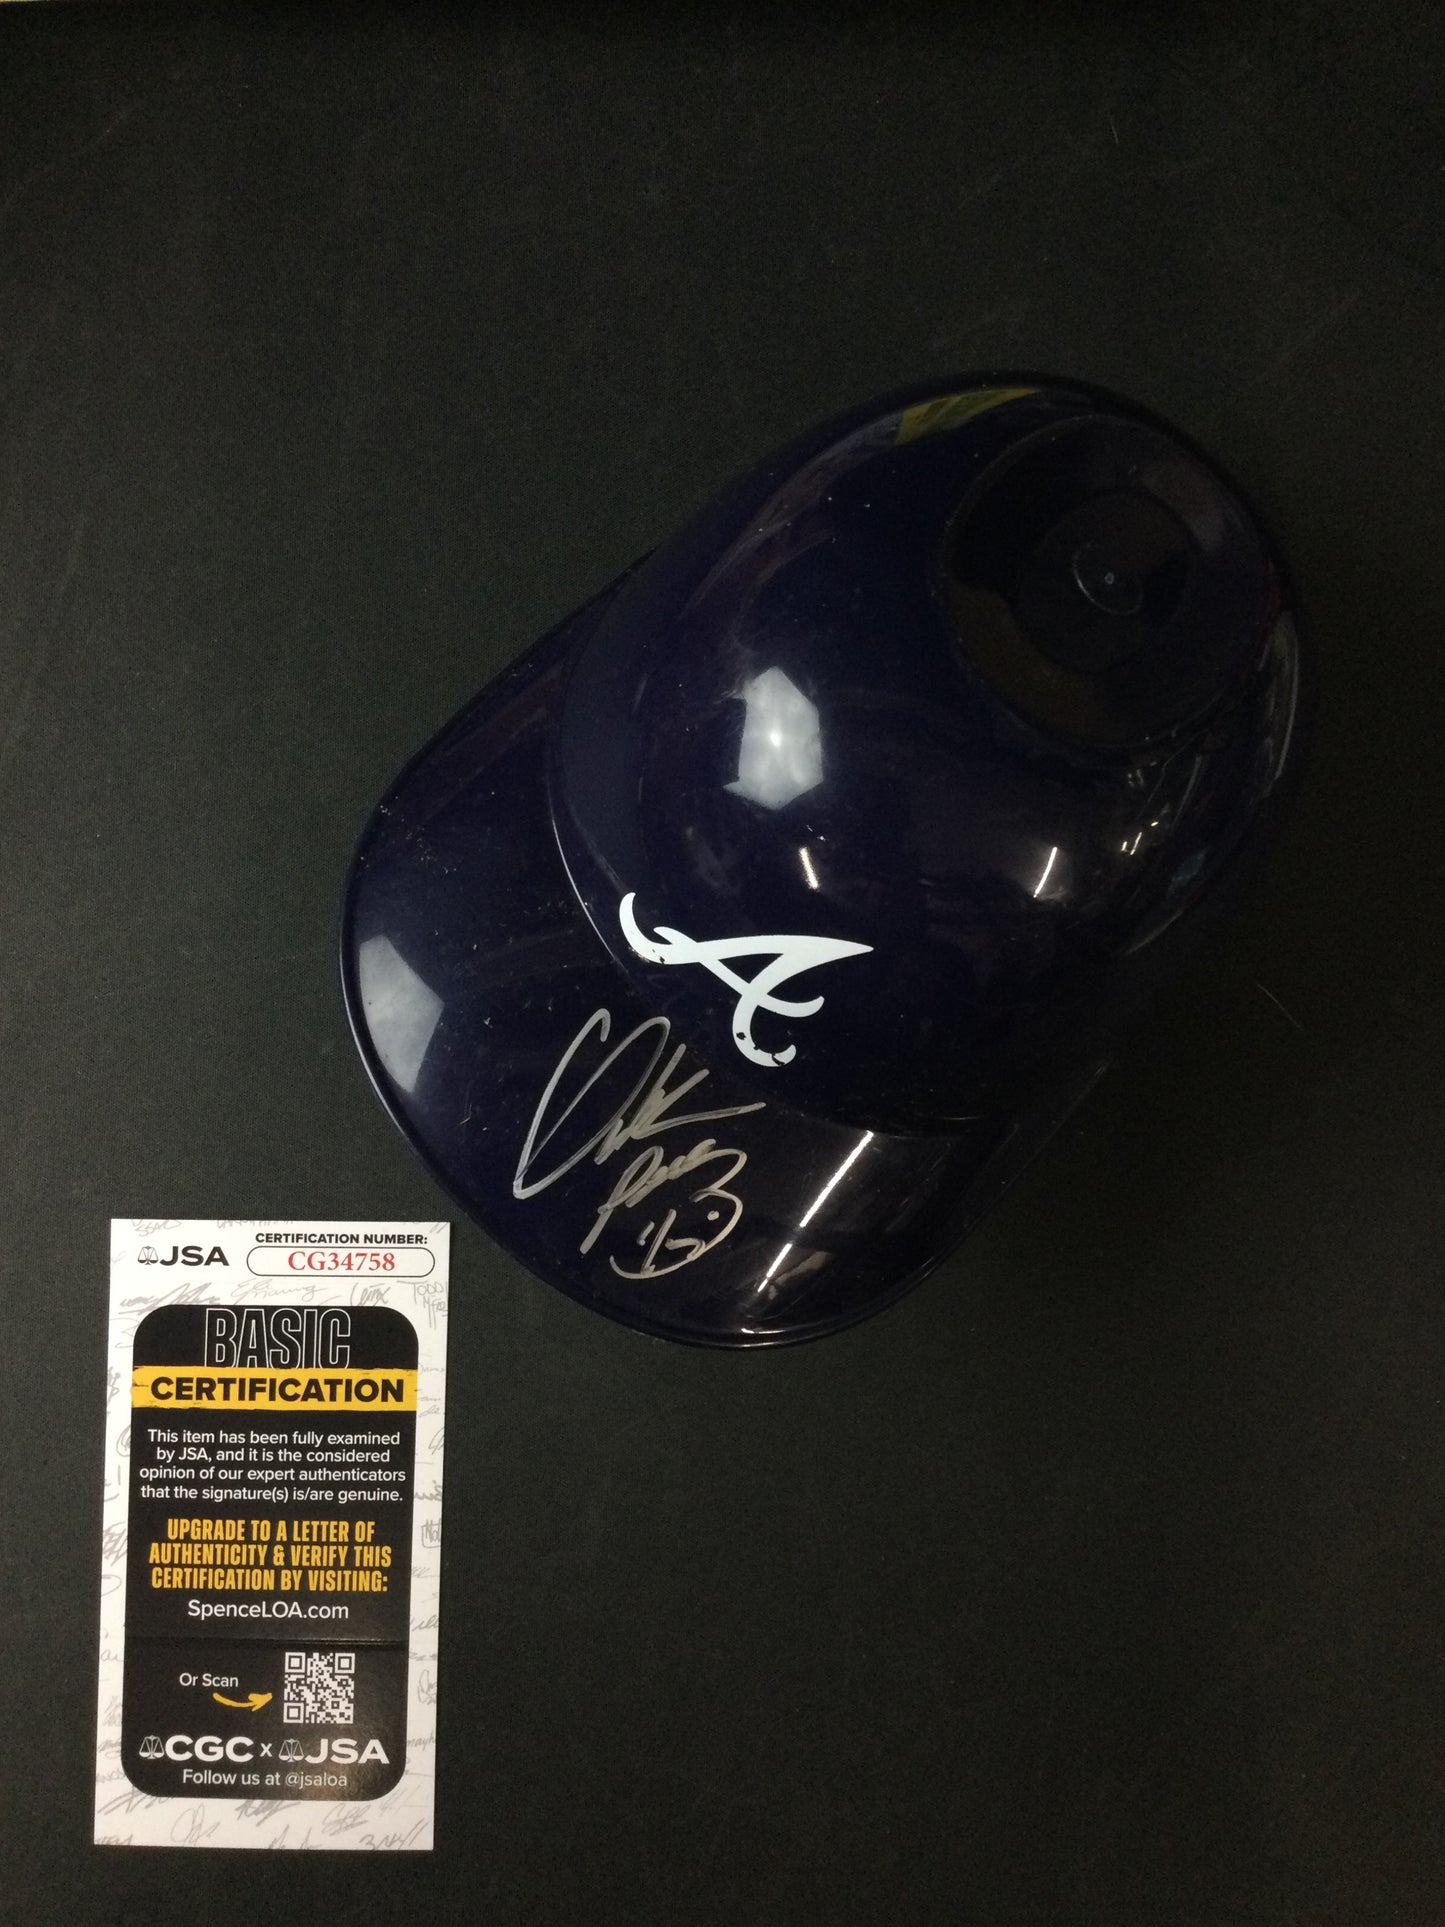 A
JSA
CERTIFICATION NUMBER:
CG34758
BASIC
CERTIFICATION
This item has been fully examined
by JSA, and it is the considered
opinion of our expert authenticators
that the signature(s) is/are genuine.
UPGRADE TO A LETTER OF
AUTHENTICITY & VERIFY THIS
CERTIFICATION BY VISITING:
SpenceLOA.com
Or Scan
CGC x JSA
Follow us at @jsaloa